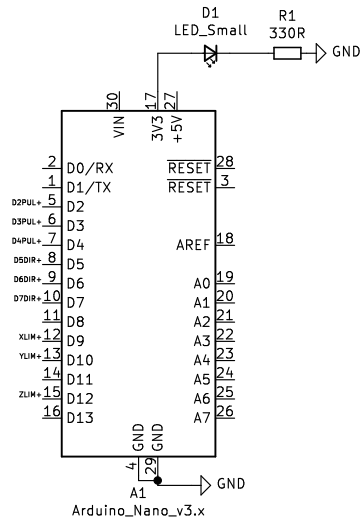 D1
LED_Small
R1
330R
GND
30
17
27
VIN
3V3
+5V
2 D0/RX
RESET 28
1 D1/TX
RESET 3
D2PUL+ 5 D2
D3PUL+ 6 D3
D4PUL+ 7 D4
AREF 18
D5DIR+ 8 D5
D6DIR+ 9 D6
A0 19
D7DIR+ 10 D7
A1 20
11 D8
A2 21
XLIM+ 12 D9
A3 22
YLIM+ 13 D10
A4 23
14 D11
A5 24
ZLIM+ 15 D12
A6 25
16 D13
A7 26
GND
GND
4
29
GND
A1
Arduino_Nano_v3.x